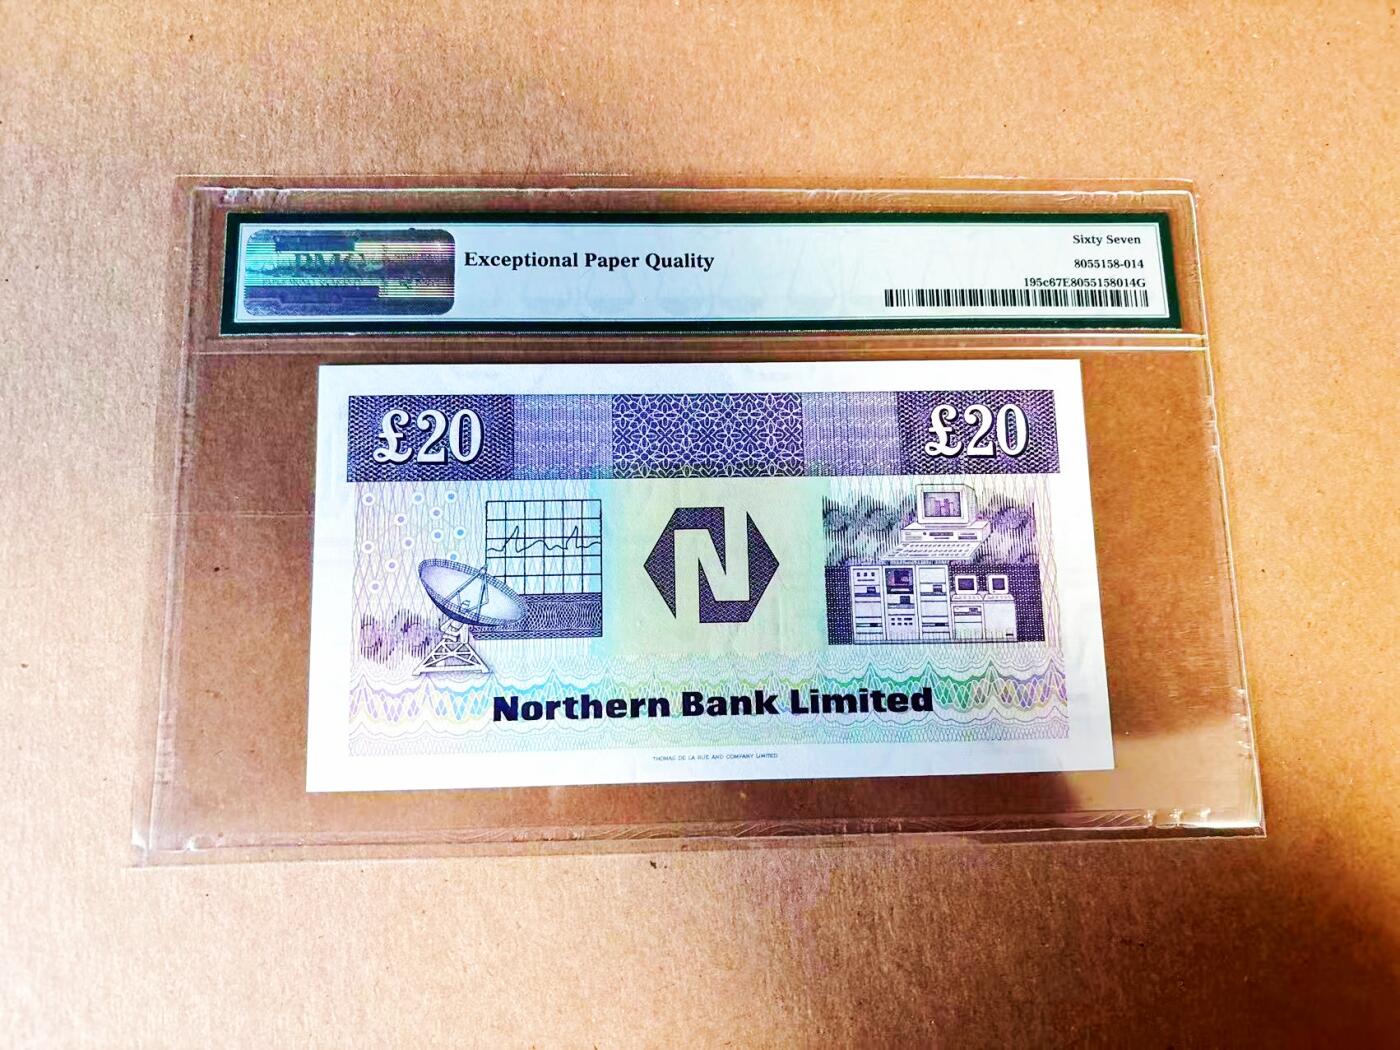 PMG
Exceptional Paper Quality
Sixty Seven
8055158-014
195c67E8055158014G
£20
£20
N
Northern Bank Limited
THOMAS DE LA RUE AND COMPANY LIMITED